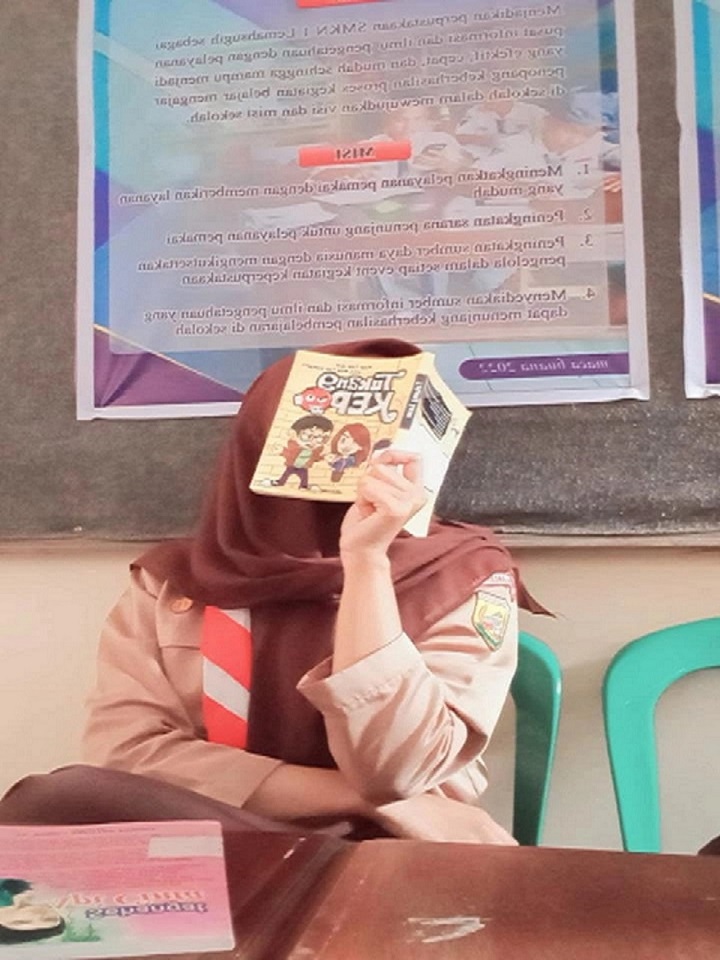 Menjadikan perpustakaan SMKN 1 Lemahsugih sebagai
pusat informasi dan ilmu pengetahuan dengan pelayanan
yang efektif, cepat, dan mudah sehingga mampu menjadi
penopang keberhasilan proses kegiatan belajar mengajar
di sekolah dalam mewujudkan visi dan misi sekolah.
MISI
1. Meningkatkan pelayanan pemakai dengan memberikan layanan
yang mudah
2. Peningkatan sarana penunjang untuk pelayanan pemakai
3. Peningkatan sumber daya manusia dengan mengikutsertakan
pengelola dalam setiap event kegiatan keperpustakaan
4. Menyediakan sumber informasi dan ilmu pengetahuan yang
dapat menunjang keberhasilan pembelajaran di sekolah
maca buana 2022
Tukang
KEP